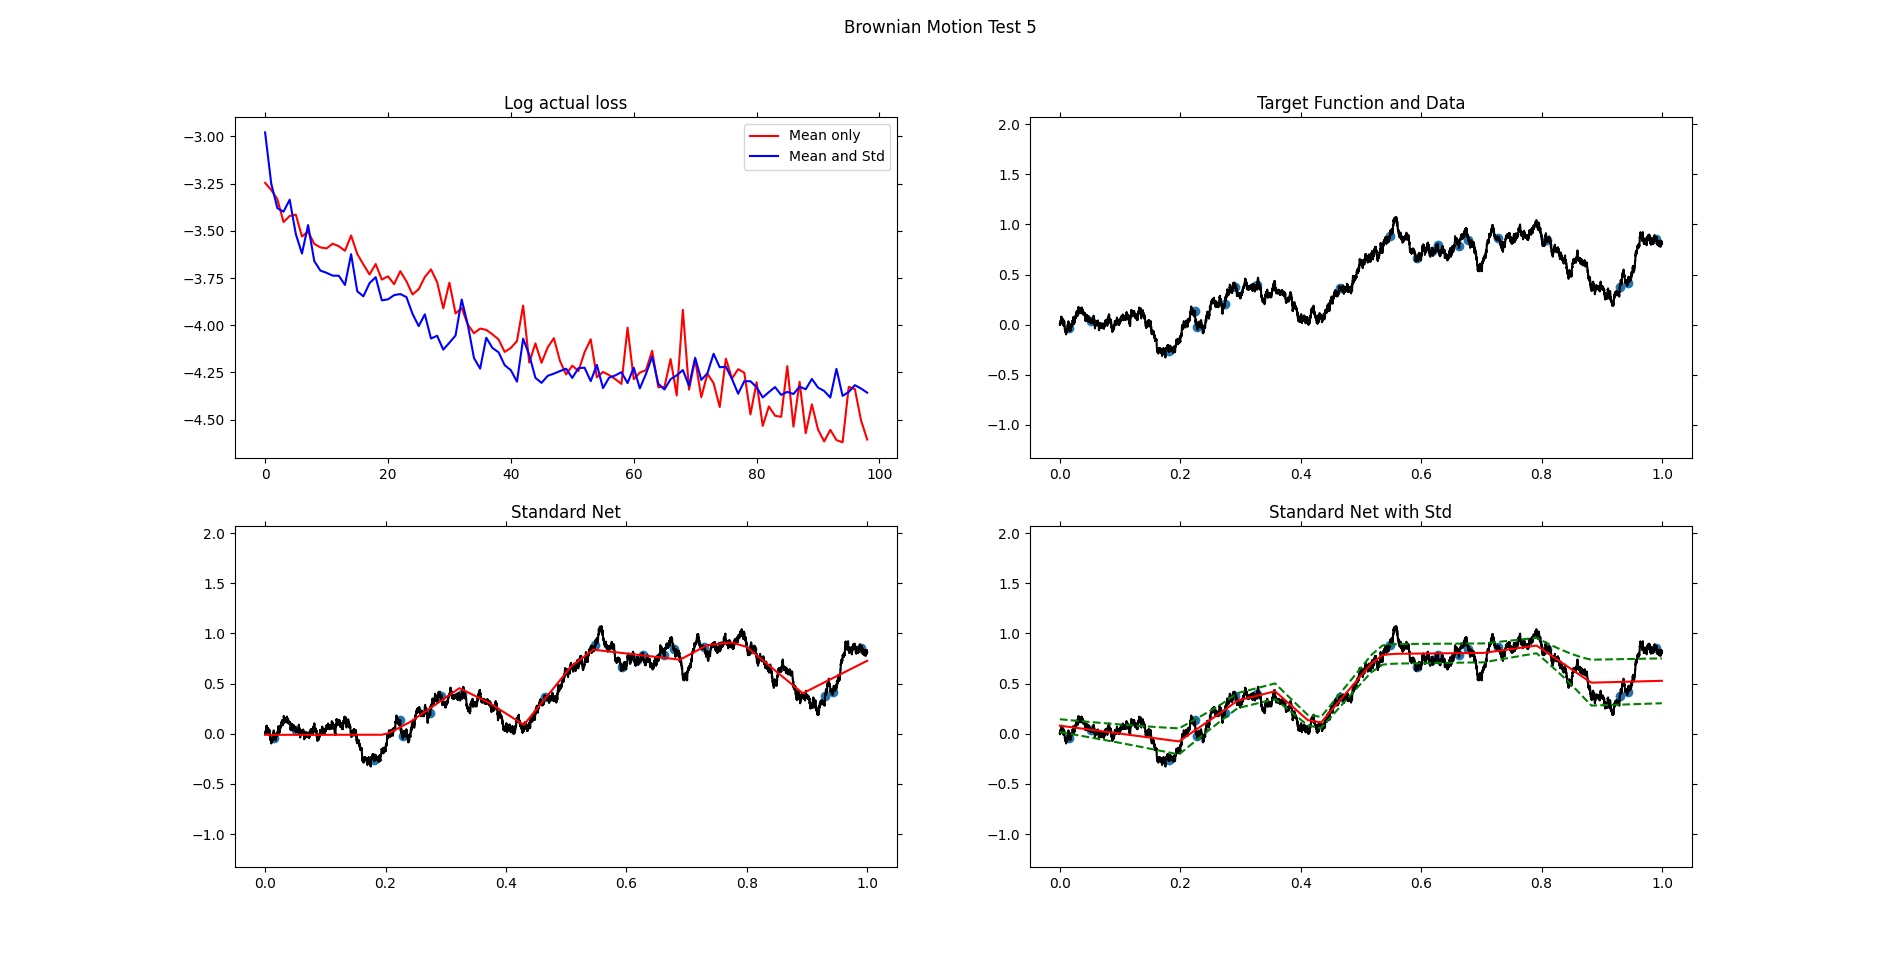 Brownian Motion Test 5
Log actual loss
−3.00
−3.25
−3.50
−3.75
−4.00
−4.25
−4.50
0 20 40 60 80 100
Mean only
Mean and Std
Target Function and Data
2.0
1.5
1.0
0.5
0.0
−0.5
−1.0
0.0 0.2 0.4 0.6 0.8 1.0
Standard Net
2.0
1.5
1.0
0.5
0.0
−0.5
−1.0
0.0 0.2 0.4 0.6 0.8 1.0
Standard Net with Std
2.0
1.5
1.0
0.5
0.0
−0.5
−1.0
0.0 0.2 0.4 0.6 0.8 1.0